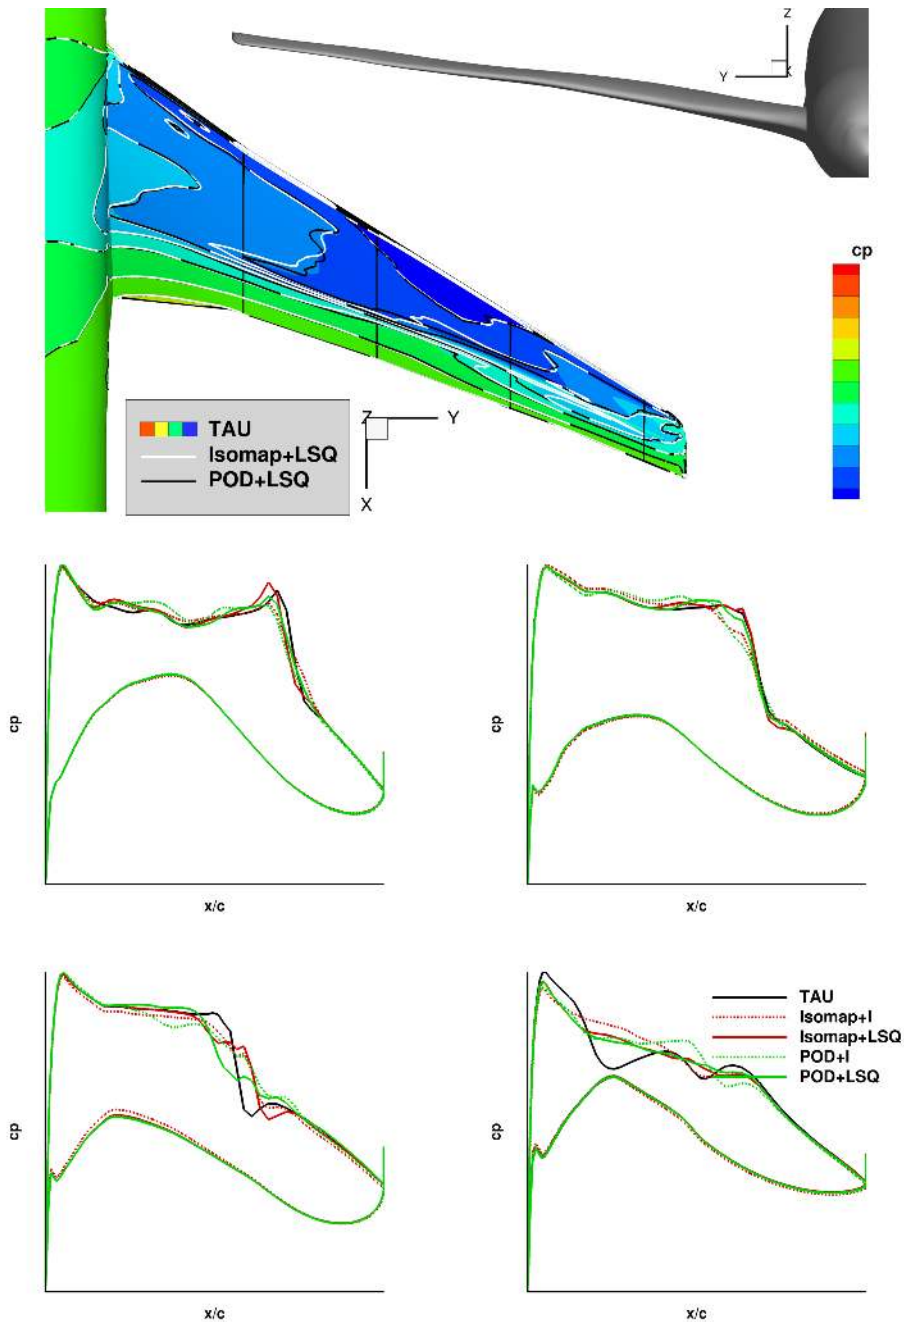 Z
Y
X
cp
TAU
Isomap+LSQ
POD+LSQ
Z
Y
X
cp
x/c
cp
x/c
cp
x/c
cp
x/c
TAU
Isomap+I
Isomap+LSQ
POD+I
POD+LSQ